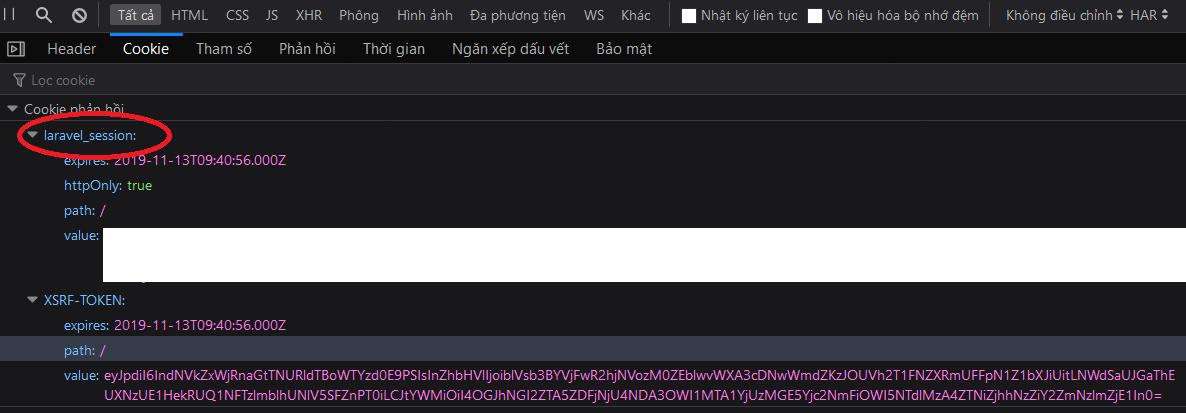 Tất cả HTML CSS JS XHR Phông Hình ảnh Đa phương tiện WS Khác Nhật ký liên tục Vô hiệu hóa bộ nhớ đệm Không điều chỉnh HAR
Header Cookie Tham số Phản hồi Thời gian Ngăn xếp dấu vết Bảo mật
Lọc cookie
Cookie phản hồi
laravel_session:
expires: 2019-11-13T09:40:56.000Z
httpOnly: true
path: /
value:
XSRF-TOKEN:
expires: 2019-11-13T09:40:56.000Z
path: /
value: